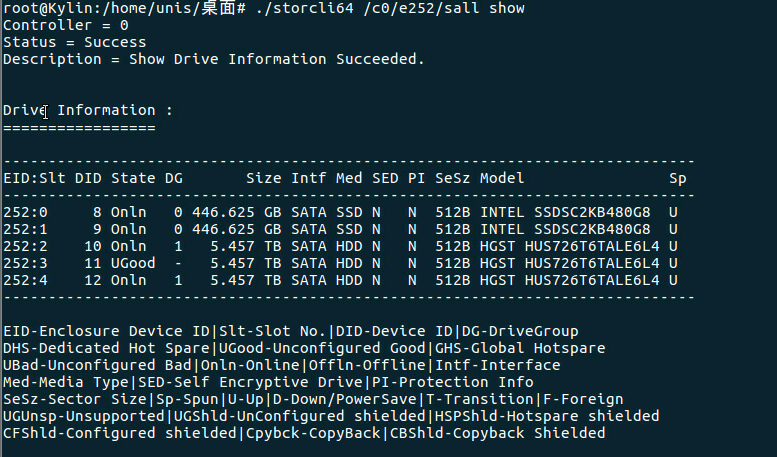 root@Kylin:/home/unis/桌面# ./storcli64 /c0/e252/sall show
Controller = 0
Status = Success
Description = Show Drive Information Succeeded.
Drive Information :
=================
-----------------------------------------------------------------------------
EID:Slt DID State DG       Size Intf Med SED PI SeSz Model                Sp
-----------------------------------------------------------------------------
252:0     8 Onln   0 446.625 GB SATA SSD N   N  512B INTEL SSDSC2KB480G8  U
252:1     9 Onln   0 446.625 GB SATA SSD N   N  512B INTEL SSDSC2KB480G8  U
252:2    10 Onln   1   5.457 TB SATA HDD N   N  512B HGST HUS726T6TALE6L4 U
252:3    11 UGood  -   5.457 TB SATA HDD N   N  512B HGST HUS726T6TALE6L4 U
252:4    12 Onln   1   5.457 TB SATA HDD N   N  512B HGST HUS726T6TALE6L4 U
-----------------------------------------------------------------------------
EID-Enclosure Device ID|Slt-Slot No.|DID-Device ID|DG-DriveGroup
DHS-Dedicated Hot Spare|UGood-Unconfigured Good|GHS-Global Hotspare
UBad-Unconfigured Bad|Onln-Online|Offln-Offline|Intf-Interface
Med-Media Type|SED-Self Encryptive Drive|PI-Protection Info
SeSz-Sector Size|Sp-Spun|U-Up|D-Down/PowerSave|T-Transition|F-Foreign
UGUnsp-Unsupported|UGShld-UnConfigured shielded|HSPShld-Hotspare shielded
CFShld-Configured shielded|Cpybck-CopyBack|CBShld-Copyback Shielded